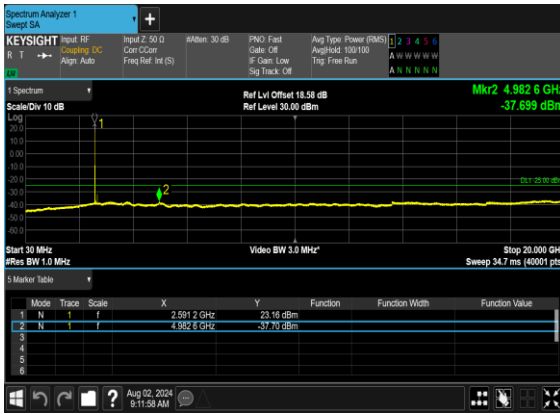 Spectrum Analyzer 1
Swept SA
+
KEYSIGHT Input: RF Input Z: 50 Ω #Atten: 30 dB PNO: Fast Avg Type: Power (RMS) 1 2 3 4 5 6
R T Coupling: DC Corr CCorr Gate: Off Avg|Hold: 100/100 A W W W W W
Align: Auto Freq Ref: Int (S) IF Gain: Low Trig: Free Run A N N N N N
LXI Sig Track: Off
1 Spectrum Ref Lvl Offset 18.58 dB Mkr2 4.982 6 GHz
Scale/Div 10 dB Ref Level 30.00 dBm -37.699 dBm
Log
20.0 1
10.0
0.00
-10.0
-20.0 DL1 -25.00 dBm
-30.0 2
-40.0
-50.0
-60.0
Start 30 MHz Video BW 3.0 MHz* Stop 20.000 GHz
#Res BW 1.0 MHz Sweep 34.7 ms (40001 pts)
5 Marker Table
Mode Trace Scale X Y Function Function Width Function Value
1 N 1 f 2.591 2 GHz 23.16 dBm
2 N 1 f 4.982 6 GHz -37.70 dBm
3
4
5
6
? Aug 02, 2024
9:11:58 AM